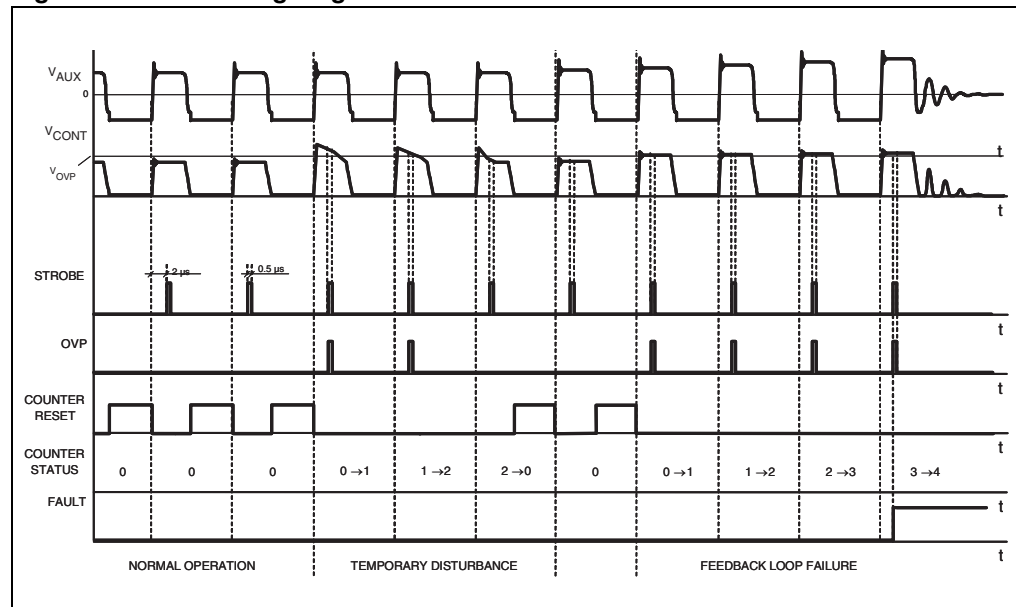 V_AUX
0
V_CONT
t
V_OVP
t
STROBE
2 µs
0.5 µs
t
OVP
t
COUNTER
RESET
t
COUNTER
STATUS
0 0 0 0 →1 1 →2 2 →0 0 0 →1 1 →2 2 →3 3 →4
FAULT
t
t
NORMAL OPERATION TEMPORARY DISTURBANCE FEEDBACK LOOP FAILURE